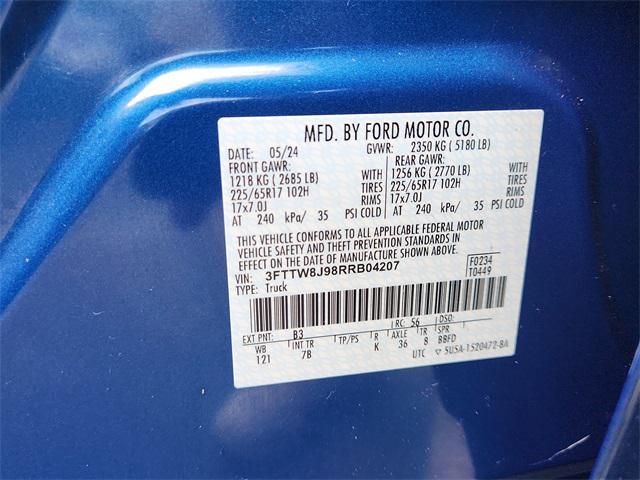 MFD. BY FORD MOTOR CO.
DATE: 05/24 GVWR: 2350 KG ( 5180 LB)
FRONT GAWR: REAR GAWR:
1218 KG ( 2685 LB) WITH 1256 KG ( 2770 LB) WITH
225/65R17 102H TIRES 225/65R17 102H TIRES
17x7.0J RIMS 17x7.0J RIMS
AT 240 kPa/ 35 PSI COLD AT 240 kPa/ 35 PSI COLD
THIS VEHICLE CONFORMS TO ALL APPLICABLE FEDERAL MOTOR
VEHICLE SAFETY AND THEFT PREVENTION STANDARDS IN
EFFECT ON THE DATE OF MANUFACTURE SHOWN ABOVE.
VIN: 3FTTW8J98RRB04207 F0234
TYPE: Truck T0449
EXT PNT: B3 RC: 56 DSO:
WB INT TR TP/PS R AXLE TR SPR
121 7B K 36 8 BBFD
UTC ▽ 5U5A-1520472-BA